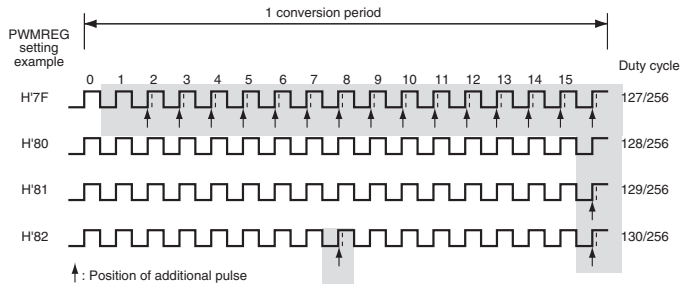 1 conversion period
PWMREG
setting
example
Duty cycle
0 1 2 3 4 5 6 7 8 9 10 11 12 13 14 15
H'7F 127/256
H'80 128/256
H'81 129/256
H'82 130/256
: Position of additional pulse